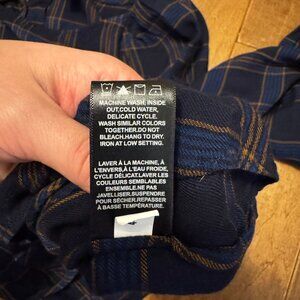 MACHINE WASH, INSIDE
OUT.COLD WATER,
DELICATE CYCLE.
WASH SIMILAR COLORS
TOGETHER.DO NOT
BLEACH.HANG TO DRY.
IRON AT LOW SETTING.
LAVER À LA MACHINE, À
L'ENVERS,À L'EAU FROIDE,
CYCLE DÉLICAT.LAVER LES
COULEURS SEMBLABLES
ENSEMBLE.NE PAS
JAVELLISER.SUSPENDRE
POUR SÉCHER.REPASSER
À BASSE TEMPÉRATURE.